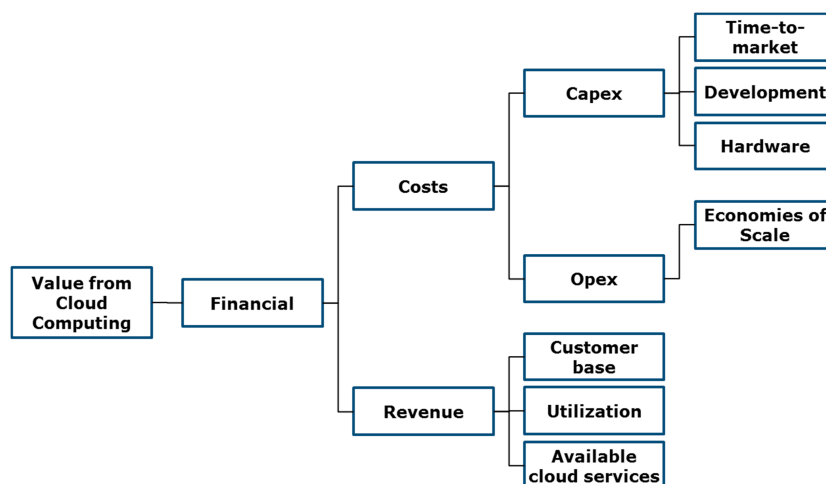 Time-to-
market
Capex
Development
Hardware
Costs
Economies of
Scale
Opex
Value from
Cloud
Computing
Financial
Customer
base
Revenue
Utilization
Available
cloud services